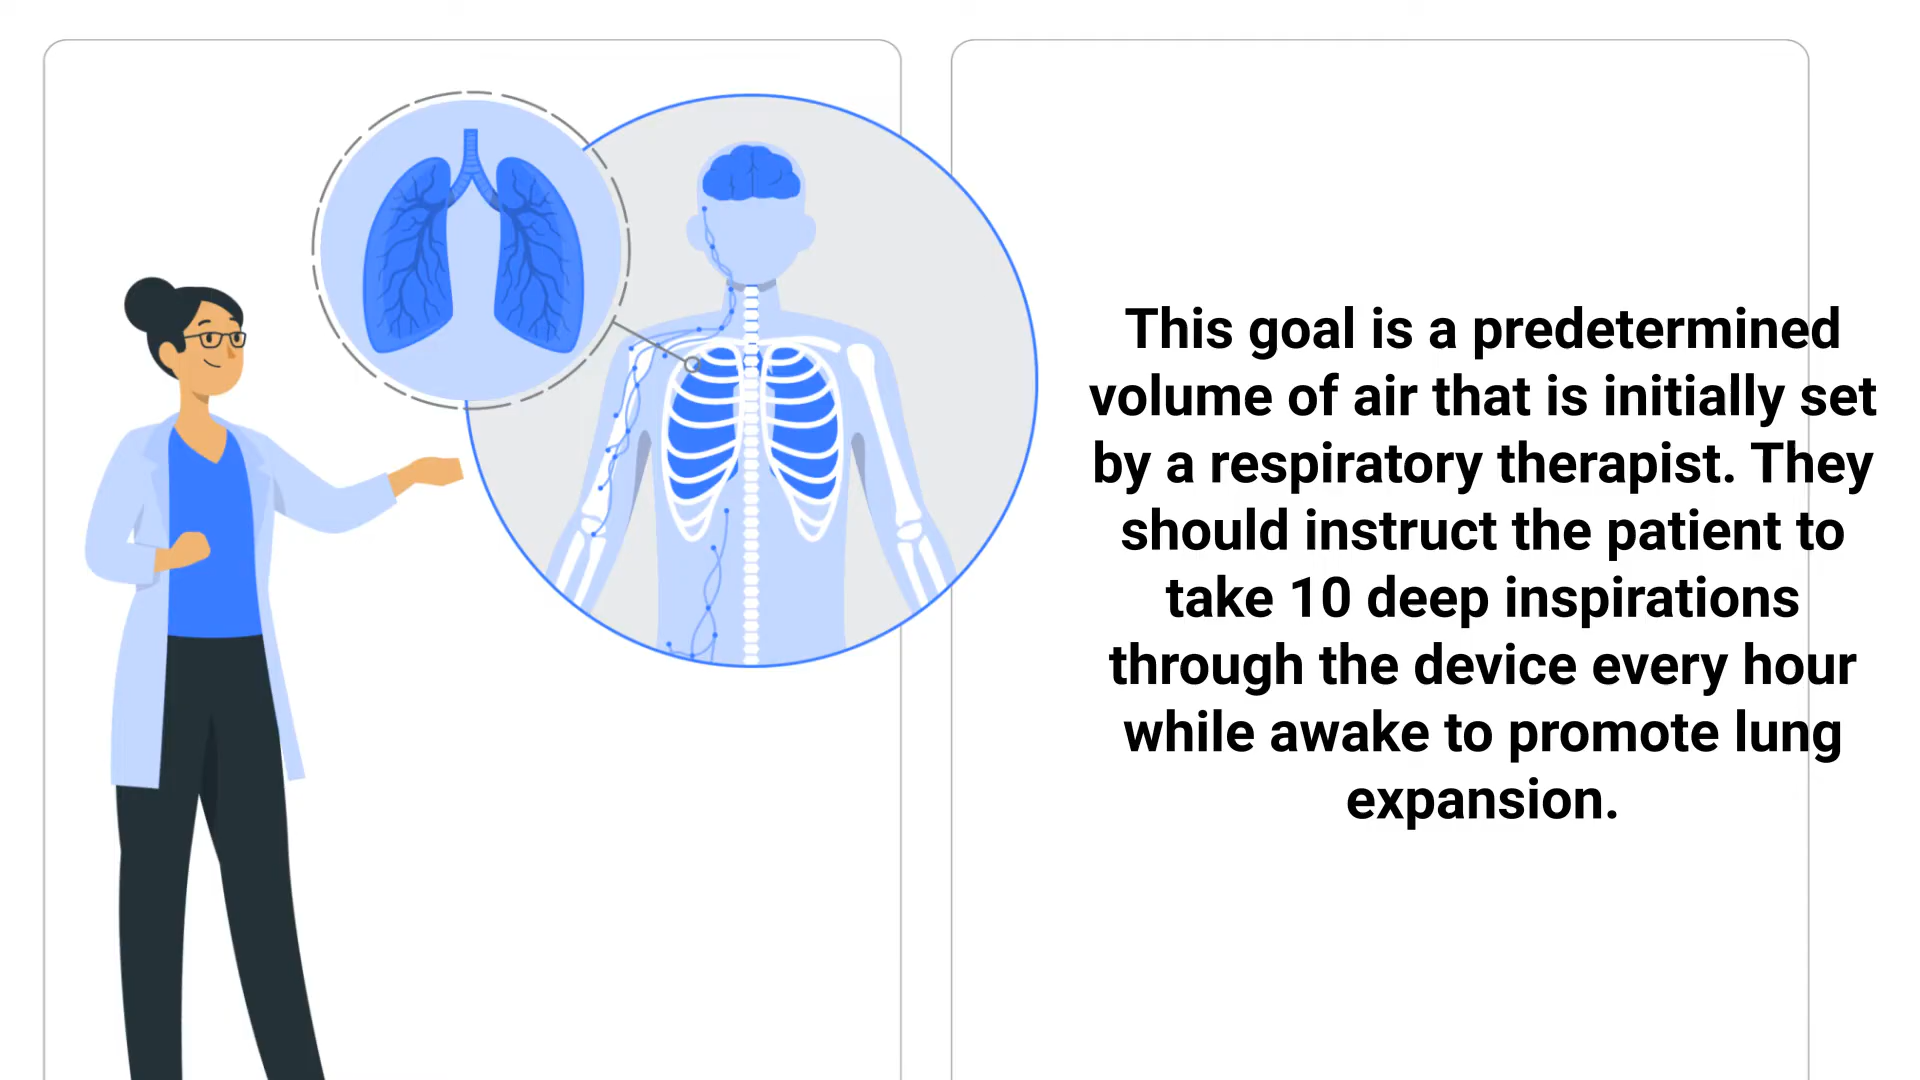 This goal is a predetermined
volume of air that is initially set
by a respiratory therapist. They
should instruct the patient to
take 10 deep inspirations
through the device every hour
while awake to promote lung
expansion.